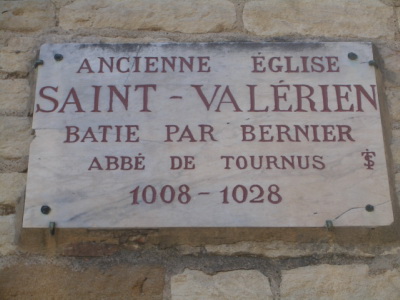 ANCIENNE ÉGLISE
SAINT-VALÉRIEN
BATIE PAR BERNIER
ABBÉ DE TOURNUS
1008-1028